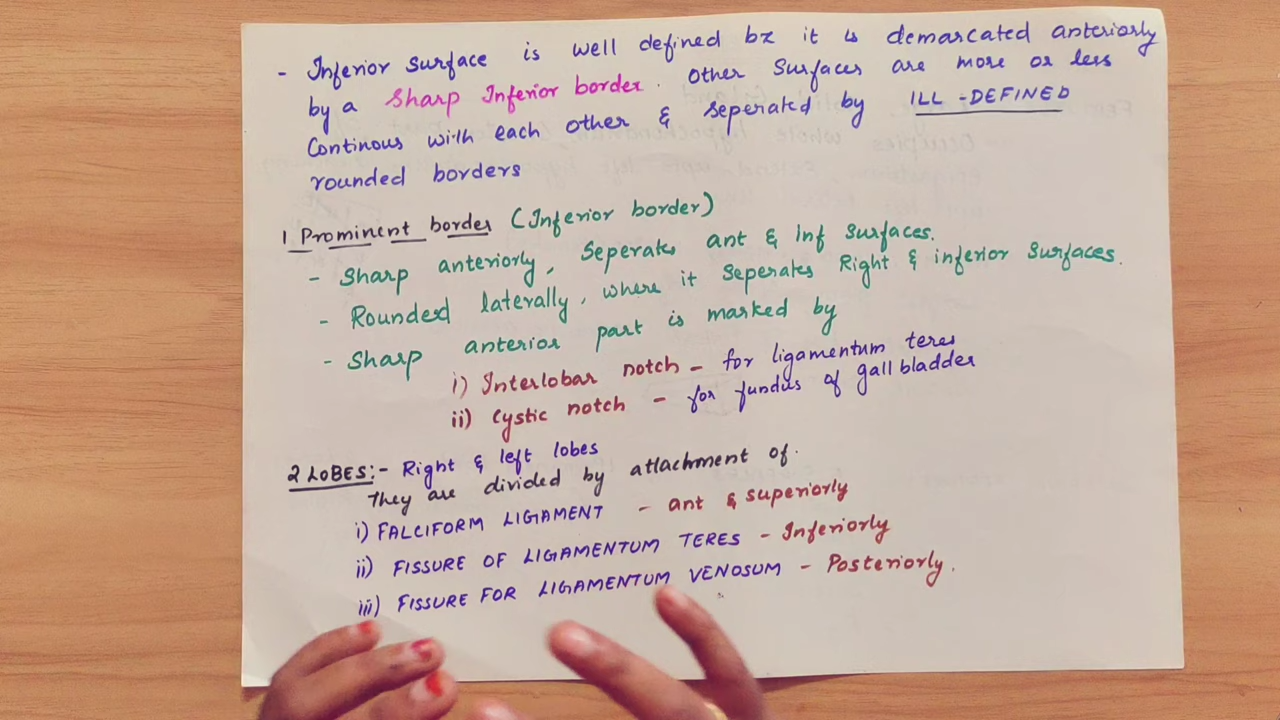 - Inferior surface is well defined bz it is demarcated anteriorly
by a Sharp Inferior border. Other Surfaces are more or less
Continous with each other & seperated by ILL-DEFINED
rounded borders
1 Prominent border (Inferior border)
- Sharp anteriorly, Seperates ant & Inf Surfaces.
- Rounded laterally, where it Seperates Right & inferior Surfaces.
- Sharp anterior part is marked by
i) Interlobar notch - for ligamentum teres
ii) Cystic notch - for fundus of gall bladder
2 LOBES:- Right & left lobes
They are divided by attachment of.
i) FALCIFORM LIGAMENT - ant & superiorly
ii) FISSURE OF LIGAMENTUM TERES - Inferiorly
iii) FISSURE FOR LIGAMENTUM VENOSUM - Posteriorly.